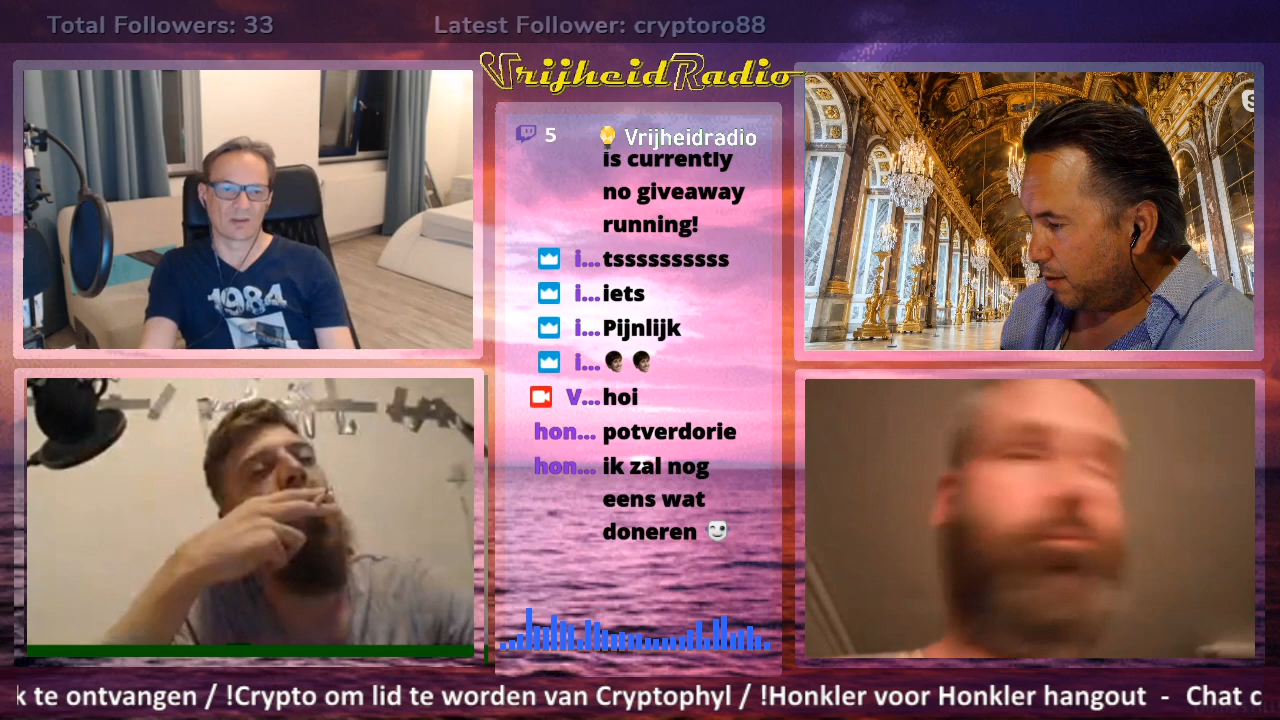 Total Followers: 33
Latest Follower: cryptoro88
VrijheidRadio
5
Vrijheidradio
is currently
no giveaway
running!
i... tssssssssss
i... iets
i... Pijnlijk
i...
V... hoi
hon... potverdorie
hon... ik zal nog
eens wat
doneren
1984
k te ontvangen / !Crypto om lid te worden van Cryptophyl / !Honkler voor Honkler hangout - Chat c